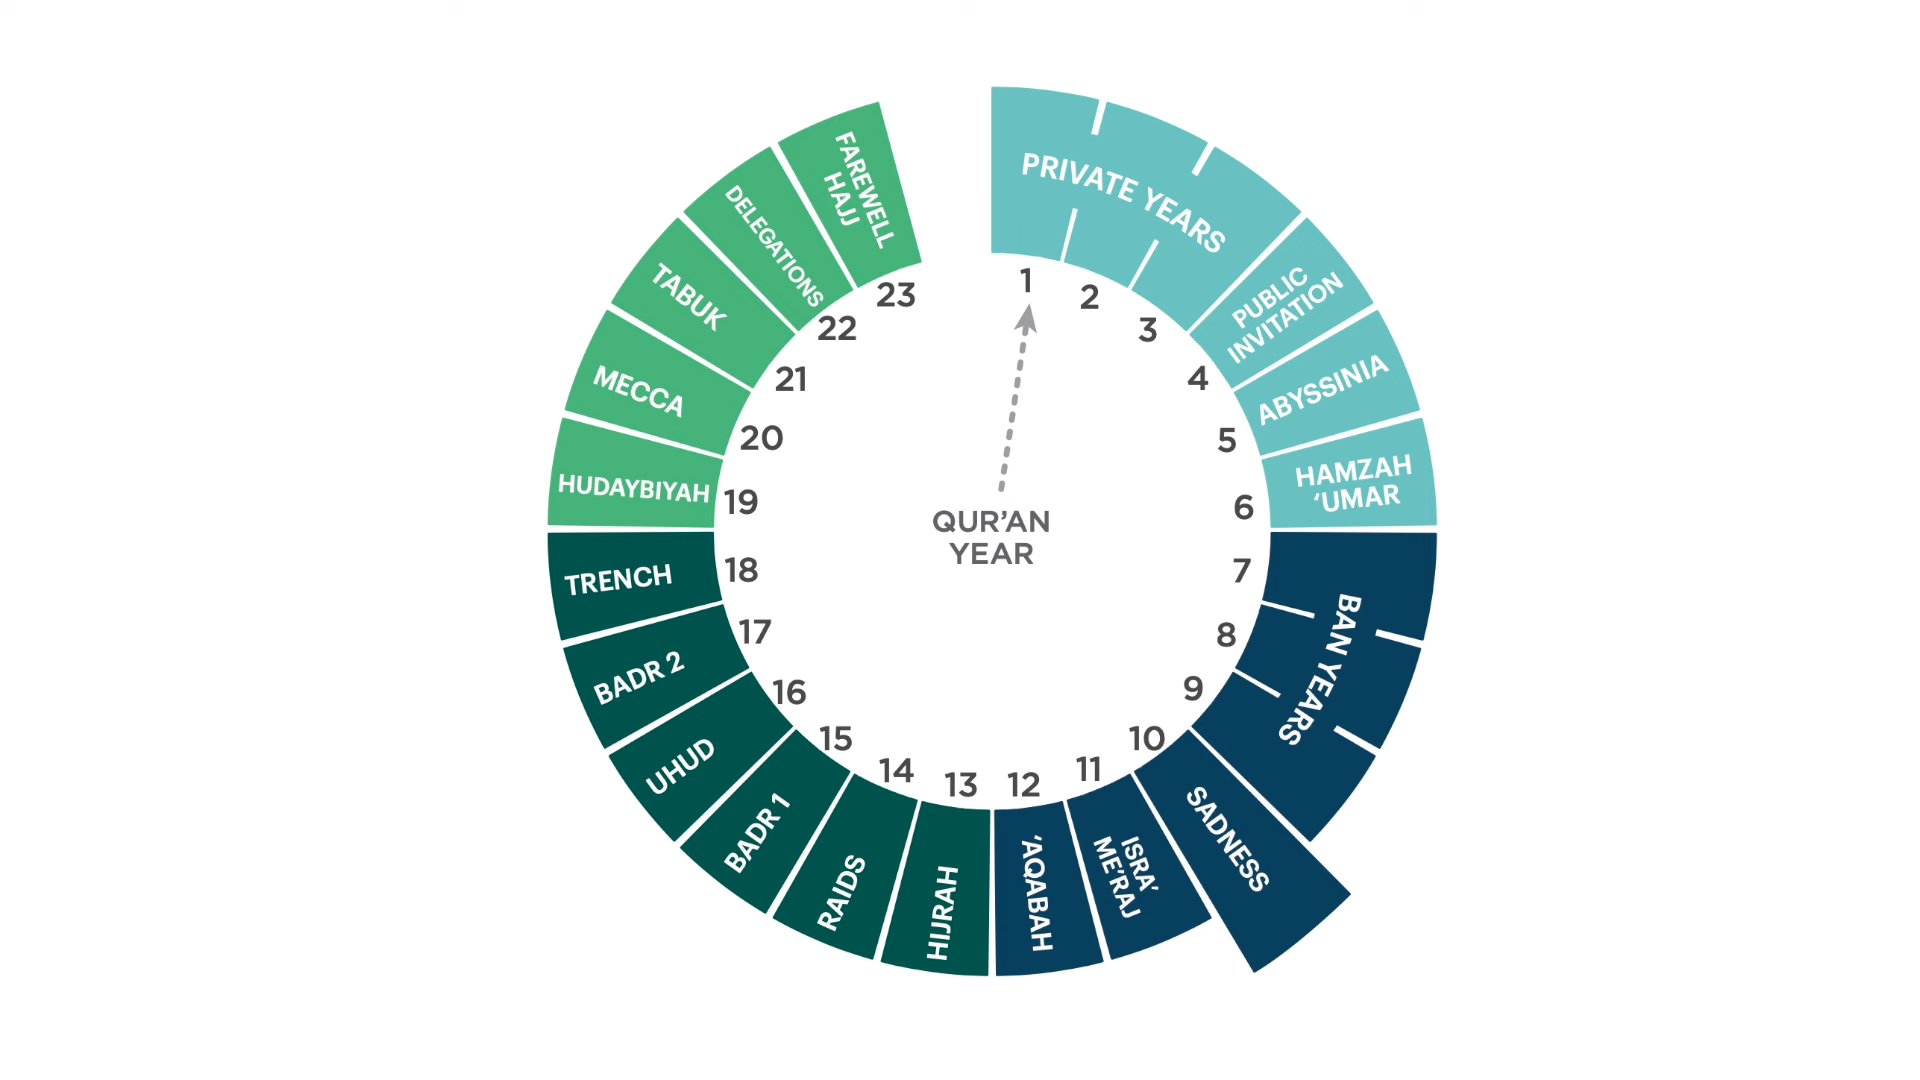 PRIVATE YEARS
PUBLIC
INVITATION
ABYSSINIA
HAMZAH
‘UMAR
BAN YEARS
SADNESS
ISRA’
ME’RAJ
‘AQABAH
HIJRAH
RAIDS
BADR 1
UHUD
BADR 2
TRENCH
HUDAYBIYAH
MECCA
TABUK
DELEGATIONS
FAREWELL
HAJJ
1
2
3
4
5
6
7
8
9
10
11
12
13
14
15
16
17
18
19
20
21
22
23
QUR’AN
YEAR